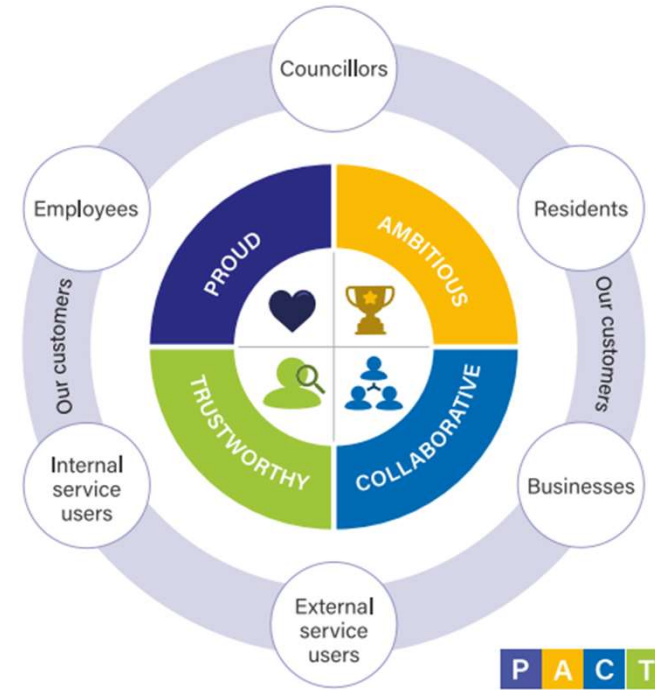 Councillors
Employees
Residents
PROUD
AMBITIOUS
Our customers
Our customers
TRUSTWORTHY
COLLABORATIVE
Internal
service
users
Businesses
External
service
users
P A C T